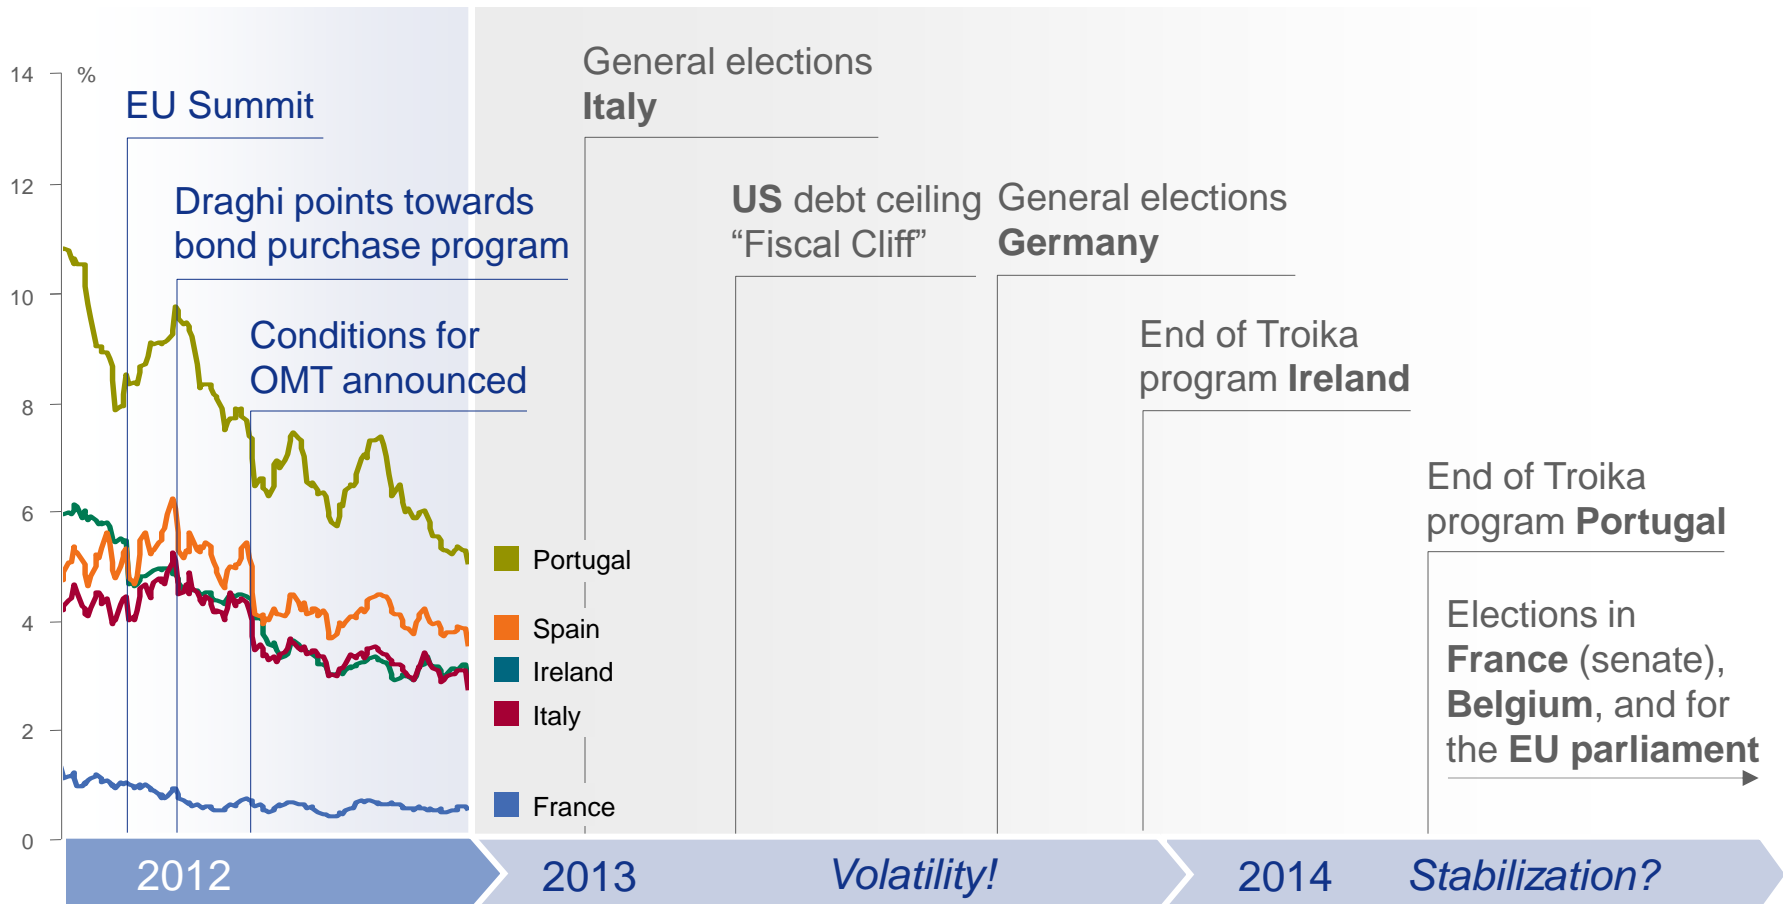 14
%
12
10
8
6
4
2
0
EU Summit
Draghi points towards
bond purchase program
Conditions for
OMT announced
General elections
Italy
US debt ceiling
“Fiscal Cliff”
General elections
Germany
End of Troika
program Ireland
End of Troika
program Portugal
Elections in
France (senate),
Belgium, and for
the EU parliament
Portugal
Spain
Ireland
Italy
France
2012
2013
Volatility!
2014
Stabilization?